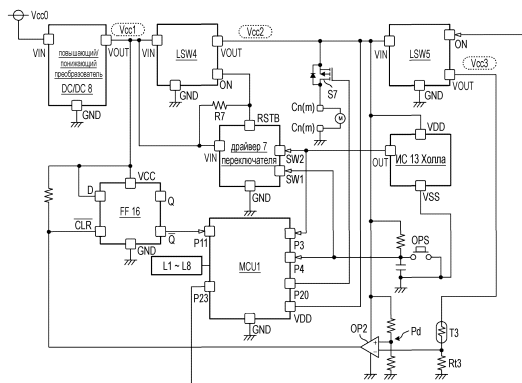 Vcc0
Vcc1
Vcc2
VIN
VOUT
повышающий/
понижающий
преобразователь
DC/DC 8
GND
VIN
LSW4
VOUT
ON
GND
VIN
LSW5
ON
VOUT
Vcc3
GND
S7
Cn(m)
M
Cn(m)
R7
RSTB
VIN
драйвер 7
переключателя
SW2
SW1
GND
VDD
OUT
ИС 13 Холла
VSS
VCC
D
Q
FF 16
CLR
Q
GND
P11
P3
P4
MCU1
P20
P23
VDD
GND
L1 ~ L8
OPS
OP2
+
-
Pd
T3
Rt3